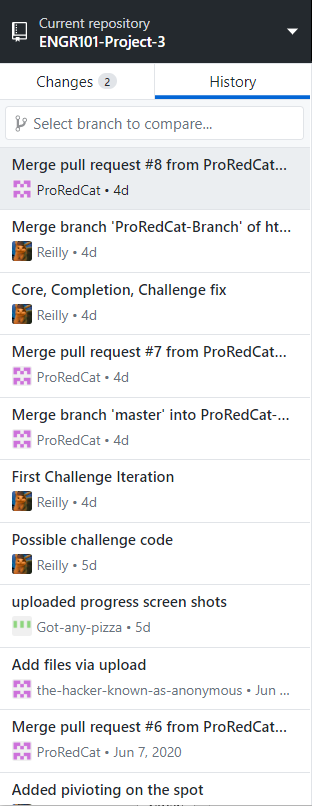 Current repository
ENGR101-Project-3
Changes 2
History
Select branch to compare...
Merge pull request #8 from ProRedCat...
ProRedCat • 4d
Merge branch 'ProRedCat-Branch' of ht...
Reilly • 4d
Core, Completion, Challenge fix
Reilly • 4d
Merge pull request #7 from ProRedCat...
ProRedCat • 4d
Merge branch 'master' into ProRedCat-...
ProRedCat • 4d
First Challenge Iteration
Reilly • 4d
Possible challenge code
Reilly • 5d
uploaded progress screen shots
Got-any-pizza • 5d
Add files via upload
the-hacker-known-as-anonymous • Jun ...
Merge pull request #6 from ProRedCat...
ProRedCat • Jun 7, 2020
Added pivioting on the spot